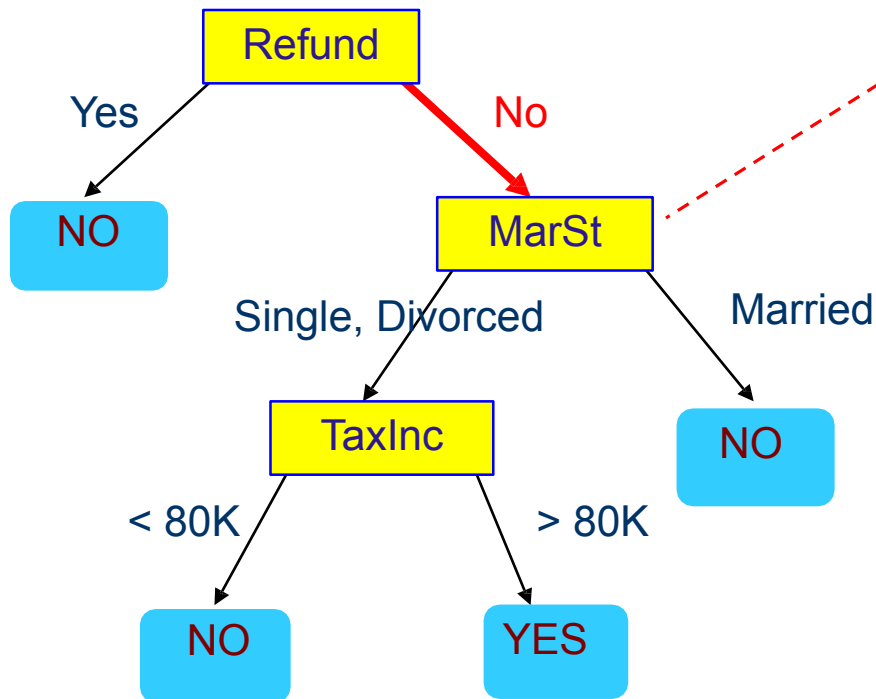 Refund
Yes
No
NO
MarSt
Single, Divorced
Married
TaxInc
NO
< 80K
> 80K
NO
YES